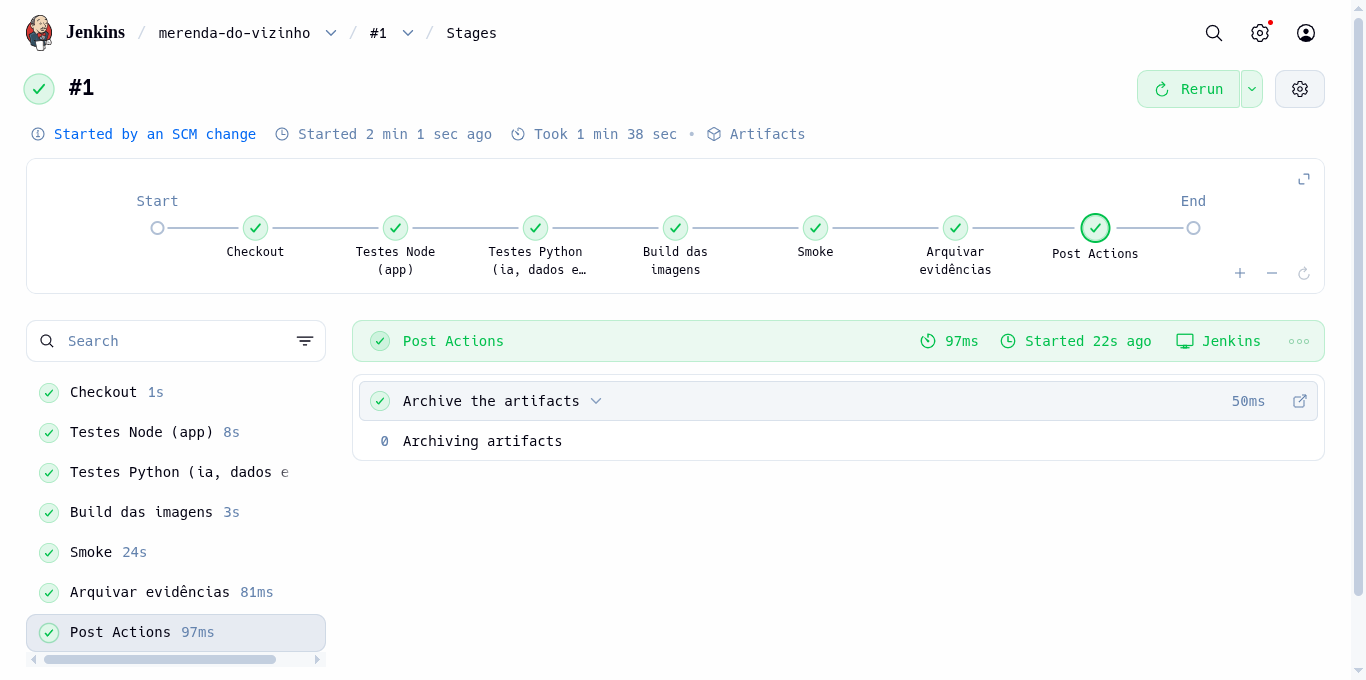 Jenkins / merenda-do-vizinho / #1 / Stages
#1
Rerun
Started by an SCM change Started 2 min 1 sec ago Took 1 min 38 sec • Artifacts
Start End
Checkout Testes Node (app) Testes Python (ia, dados e… Build das imagens Smoke Arquivar evidências Post Actions
Search
Checkout 1s
Testes Node (app) 8s
Testes Python (ia, dados e
Build das imagens 3s
Smoke 24s
Arquivar evidências 81ms
Post Actions 97ms
Post Actions 97ms Started 22s ago Jenkins
Archive the artifacts 50ms
0 Archiving artifacts